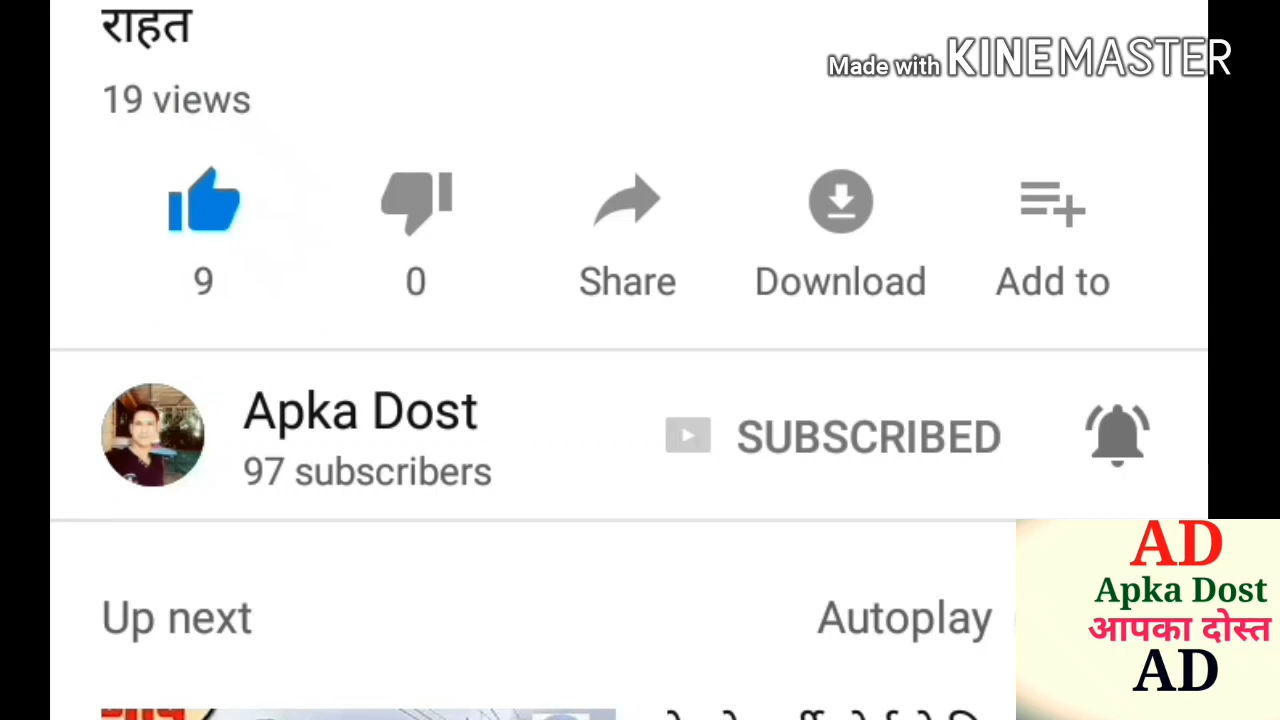 राहत
Made with KINEMASTER
19 views
9
0
Share
Download
Add to
Apka Dost
97 subscribers
SUBSCRIBED
AD
Apka Dost
आपका दोस्त
AD
Up next
Autoplay